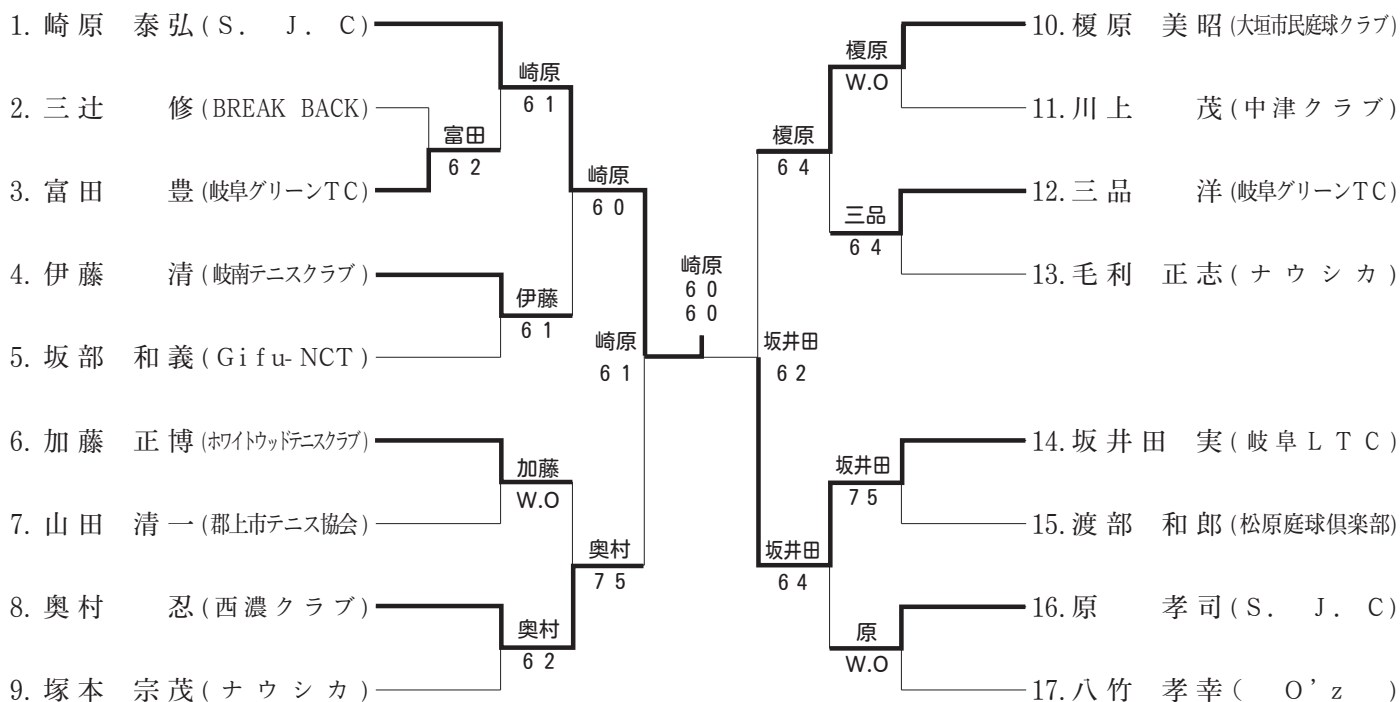 1. 崎原 泰弘(S. J. C)
2. 三辻 修(BREAK BACK)
3. 富田 豊(岐阜グリーンTC)
4. 伊藤 清(岐南テニスクラブ)
5. 坂部 和義(Gifu-NCT)
6. 加藤 正博(ホワイトウッドテニスクラブ)
7. 山田 清一(郡上市テニス協会)
8. 奥村 忍(西濃クラブ)
9. 塚本 宗茂(ナウシカ)
富田
6 2
崎原
6 1
伊藤
6 1
加藤
W.O
奥村
6 2
崎原
6 0
奥村
7 5
崎原
6 1
崎原
6 0
6 0
坂井田
6 2
榎原
6 4
坂井田
6 4
榎原
W.O
三品
6 4
坂井田
7 5
原
W.O
10. 榎原 美昭(大垣市民庭球クラブ)
11. 川上 茂(中津クラブ)
12. 三品 洋(岐阜グリーンTC)
13. 毛利 正志(ナウシカ)
14. 坂井田 実(岐阜LTC)
15. 渡部 和郎(松原庭球倶楽部)
16. 原 孝司(S. J. C)
17. 八竹 孝幸( O’z )